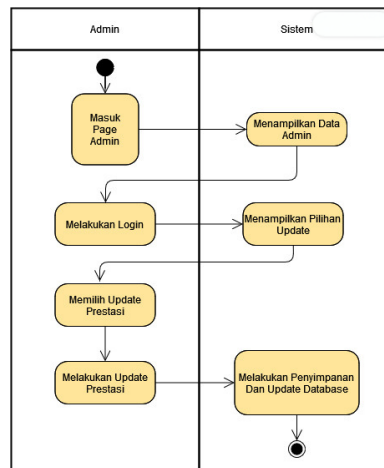 Admin
Sistem
Masuk
Page
Admin
Menampilkan Data
Admin
Melakukan Login
Menampilkan Pilihan
Update
Memilih Update
Prestasi
Melakukan Update
Prestasi
Melakukan Penyimpanan
Dan Update Database